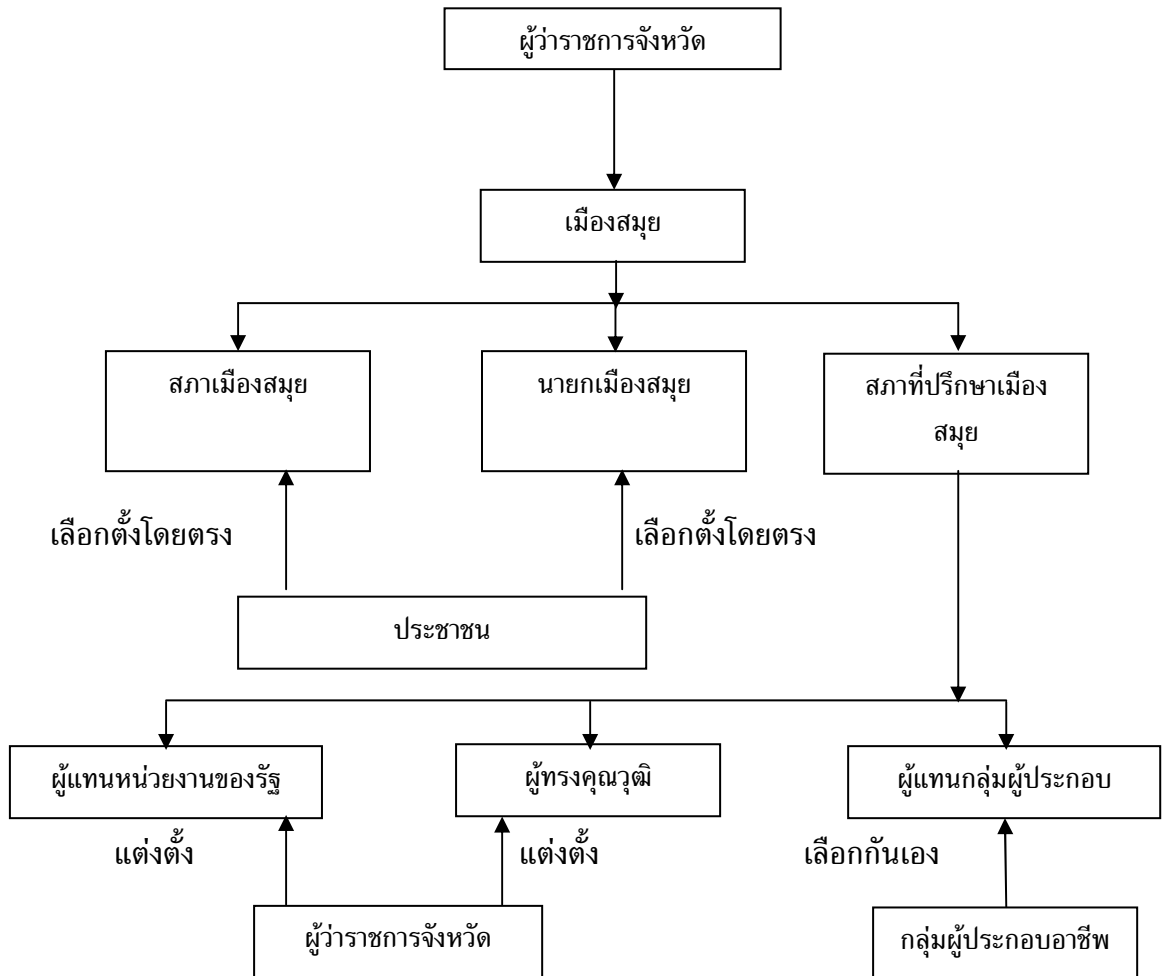 ผู้ว่าราชการจังหวัด
เมืองสมุย
สภาเมืองสมุย
นายกเมืองสมุย
สภาที่ปรึกษาเมือง
สมุย
เลือกตั้งโดยตรง
เลือกตั้งโดยตรง
ประชาชน
ผู้แทนหน่วยงานของรัฐ
ผู้ทรงคุณวุฒิ
ผู้แทนกลุ่มผู้ประกอบ
แต่งตั้ง
แต่งตั้ง
เลือกกันเอง
ผู้ว่าราชการจังหวัด
กลุ่มผู้ประกอบอาชีพ